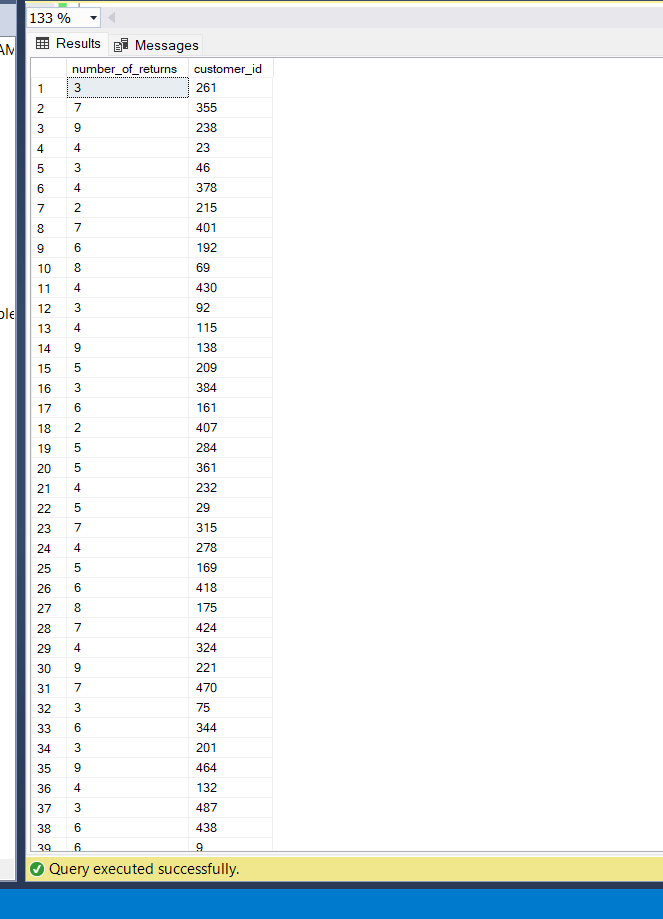 133 %
AM
Results Messages
number_of_returns customer_id
1 3 261
2 7 355
3 9 238
4 4 23
5 3 46
6 4 378
7 2 215
8 7 401
9 6 192
10 8 69
11 4 430
12 3 92
ple
13 4 115
14 9 138
15 5 209
16 3 384
17 6 161
18 2 407
19 5 284
20 5 361
21 4 232
22 5 29
23 7 315
24 4 278
25 5 169
26 6 418
27 8 175
28 7 424
29 4 324
30 9 221
31 7 470
32 3 75
33 6 344
34 3 201
35 9 464
36 4 132
37 3 487
38 6 438
39 6 9
Query executed successfully.